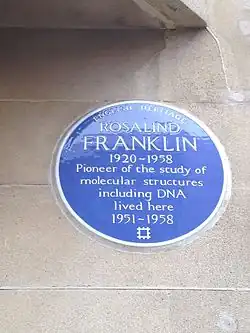 ENGLISH HERITAGE
ROSALIND
FRANKLIN
1920-1958
Pioneer of the study of
molecular structures
including DNA
lived here
1951-1958